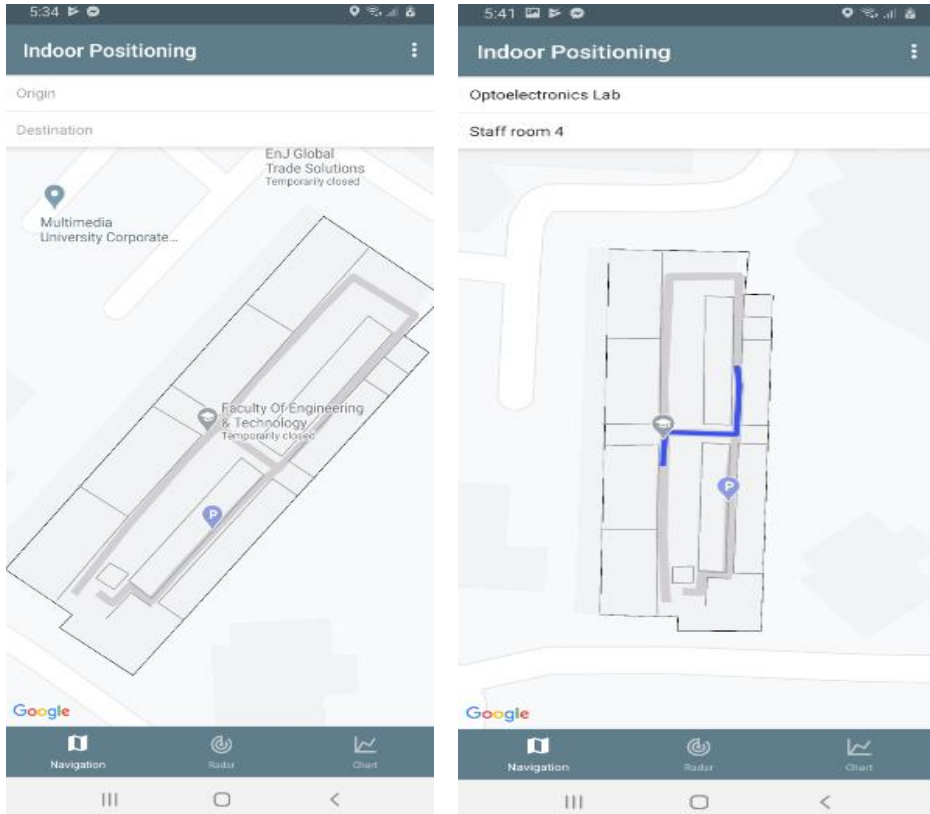 5:34
Indoor Positioning
Origin
Destination
EnJ Global
Trade Solutions
Temporarily closed
Multimedia
University Corporate...
Faculty Of Engineering
& Technology
Temporarily closed
P
Google
Navigation
Radar
Chart
5:41
Indoor Positioning
Optoelectronics Lab
Staff room 4
P
Google
Navigation
Radar
Chart